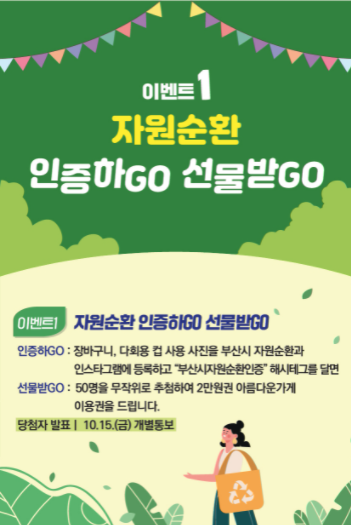 이벤트1
자원순환
인증하GO 선물받GO
이벤트1 자원순환 인증하GO 선물받GO
인증하GO : 장바구니, 다회용 컵 사용 사진을 부산시 자원순환과
인스타그램에 등록하고 "부산시자원순환인증" 해시테그를 달면
선물받GO : 50명을 무작위로 추첨하여 2만원권 아름다운가게
이용권을 드립니다.
당첨자 발표 | 10.15.(금) 개별통보